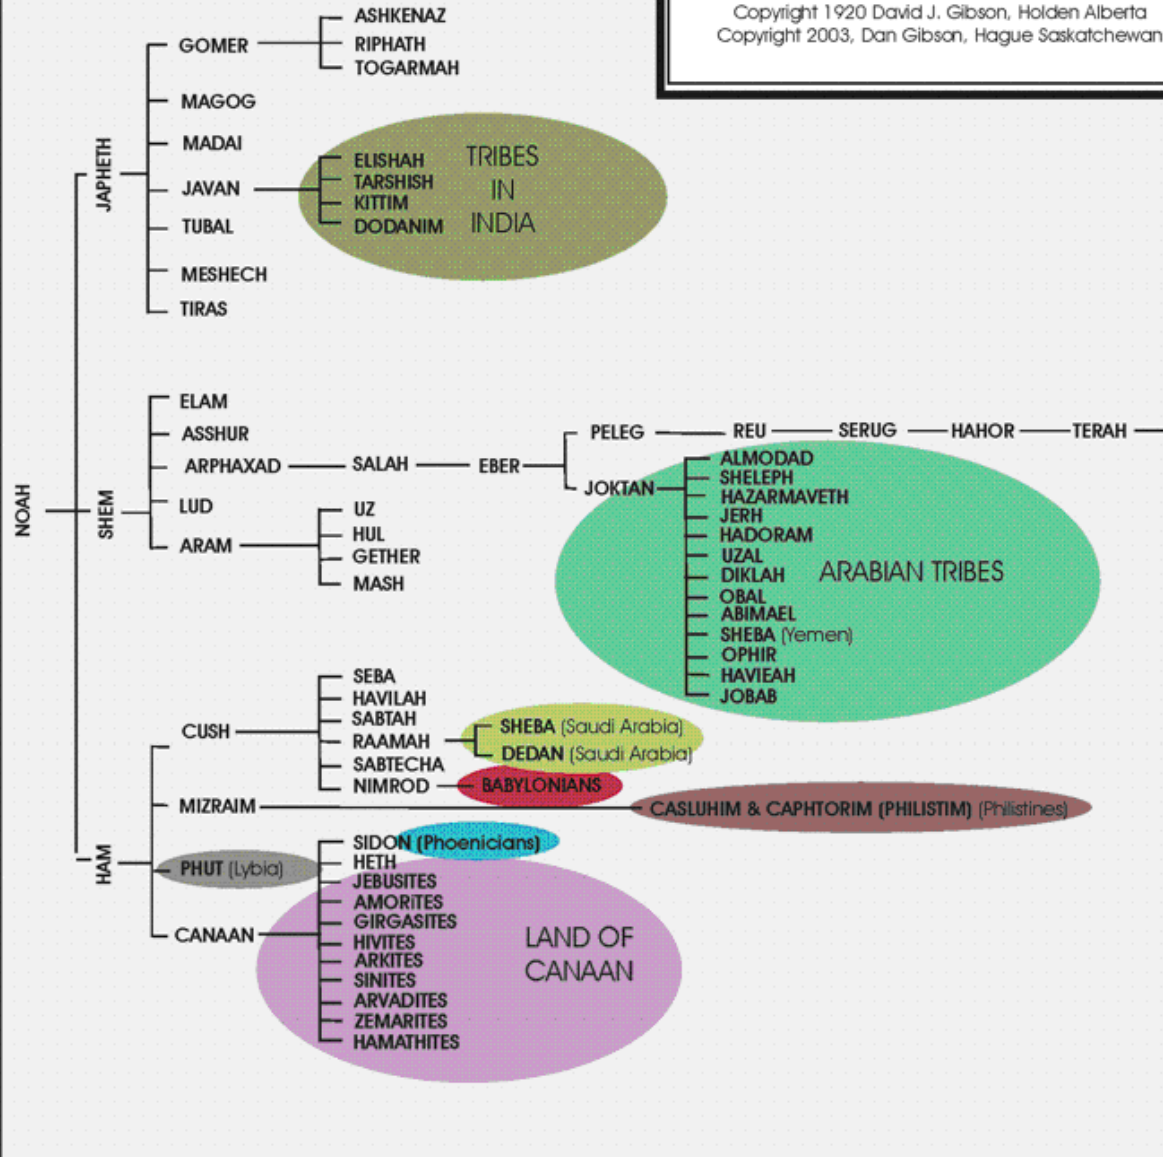 Copyright 1920 David J. Gibson, Holden Alberta
Copyright 2003, Dan Gibson, Hague Saskatchewan
NOAH
JAPHETH
GOMER
ASHKENAZ
RIPHATH
TOGARMAH
MAGOG
MADAI
JAVAN
ELISHAH
TARSHISH
KITTIM
DODANIM
TRIBES
IN
INDIA
TUBAL
MESHECH
TIRAS
SHEM
ELAM
ASSHUR
ARPHAXAD
SALAH
EBER
PELEG
REU
SERUG
HAHOR
TERAH
JOKTAN
ALMODAD
SHELEPH
HAZARMAVETH
JERH
HADORAM
UZAL
DIKLAH
OBAL
ABIMAEL
SHEBA (Yemen)
OPHIR
HAVIEAH
JOBAB
ARABIAN TRIBES
LUD
ARAM
UZ
HUL
GETHER
MASH
HAM
CUSH
SEBA
HAVILAH
SABTAH
RAAMAH
SHEBA (Saudi Arabia)
DEDAN (Saudi Arabia)
SABTECHA
NIMROD
BABYLONIANS
MIZRAIM
CASLUHIM & CAPHTORIM (PHILISTIM) (Philistines)
PHUT (Lybia)
CANAAN
SIDON (Phoenicians)
HETH
JEBUSITES
AMORITES
GIRGASITES
HIVITES
ARKITES
SINITES
ARVADITES
ZEMARITES
HAMATHITES
LAND OF
CANAAN